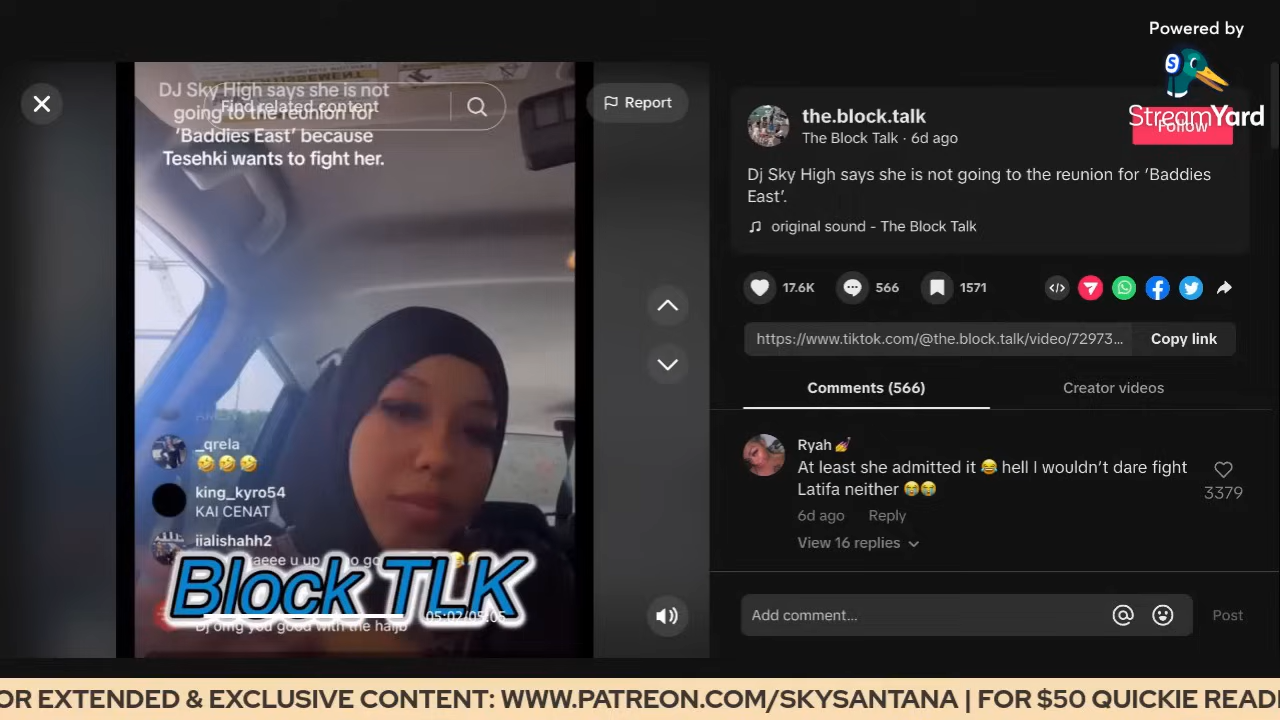 Powered by
StreamYard
DJ Sky High says she is not
going to the reunion for
‘Baddies East’ because
Tesehki wants to fight her.
Find related content
Report
the.block.talk
The Block Talk · 6d ago
Follow
Dj Sky High says she is not going to the reunion for ‘Baddies
East’.
original sound - The Block Talk
17.6K
566
1571
https://www.tiktok.com/@the.block.talk/video/72973...
Copy link
Comments (566)
Creator videos
Ryah 💅
At least she admitted it 😂 hell I wouldn’t dare fight
Latifa neither 😂😭
3379
6d ago Reply
View 16 replies
Add comment...
Post
_qrela
🤣🤣🤣
king_kyro54
KAI CENAT
iialishahh2
Block TLK
05:02/05:05
Dj omg you good with the haijb
OR EXTENDED & EXCLUSIVE CONTENT: WWW.PATREON.COM/SKYSANTANA | FOR $50 QUICKIE READ